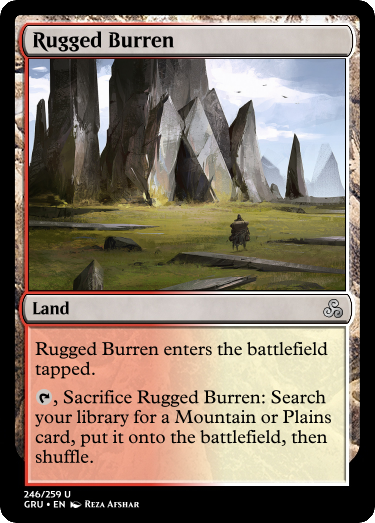 Rugged Burren
Land
Rugged Burren enters the battlefield
tapped.
, Sacrifice Rugged Burren: Search
your library for a Mountain or Plains
card, put it onto the battlefield, then
shuffle.
246/259 U
GRU • EN Reza Afshar